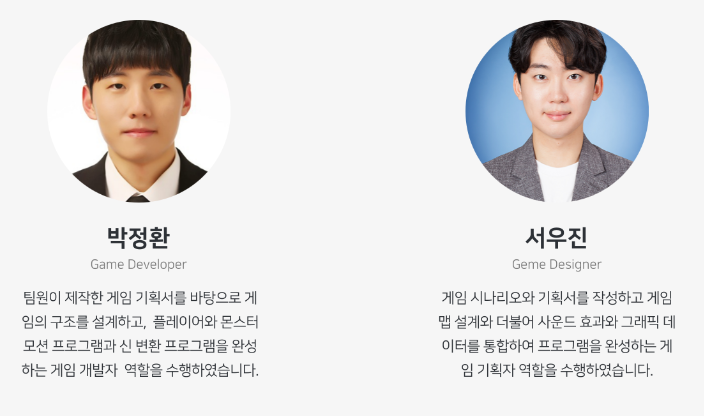 박정환
Game Developer
팀원이 제작한 게임 기획서를 바탕으로 게
임의 구조를 설계하고, 플레이어와 몬스터
모션 프로그램과 신 변환 프로그램을 완성
하는 게임 개발자 역할을 수행하였습니다.
서우진
Geme Designer
게임 시나리오와 기획서를 작성하고 게임
맵 설계와 더불어 사운드 효과와 그래픽 데
이터를 통합하여 프로그램을 완성하는 게
임 기획자 역할을 수행하였습니다.